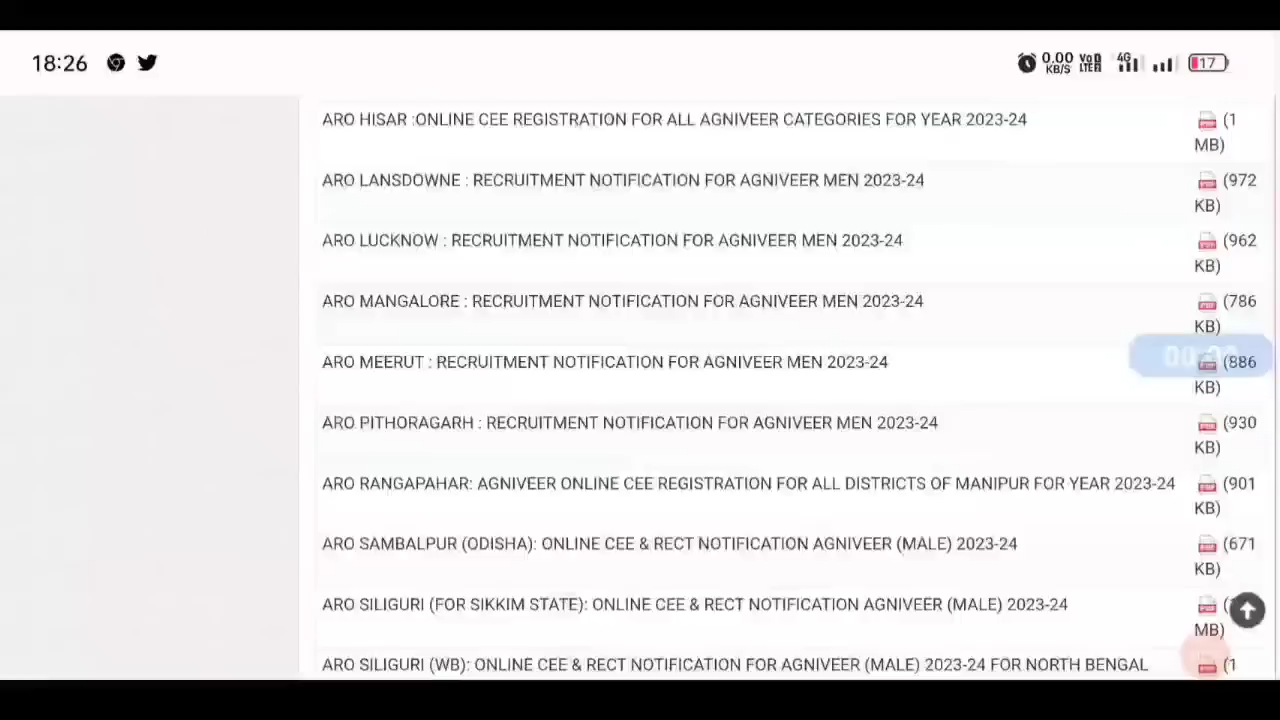 18:26 0.00 KB/S VoD LTE 4G 17
ARO HISAR :ONLINE CEE REGISTRATION FOR ALL AGNIVEER CATEGORIES FOR YEAR 2023-24 (1 MB)
ARO LANSDOWNE : RECRUITMENT NOTIFICATION FOR AGNIVEER MEN 2023-24 (972 KB)
ARO LUCKNOW : RECRUITMENT NOTIFICATION FOR AGNIVEER MEN 2023-24 (962 KB)
ARO MANGALORE : RECRUITMENT NOTIFICATION FOR AGNIVEER MEN 2023-24 (786 KB)
ARO MEERUT : RECRUITMENT NOTIFICATION FOR AGNIVEER MEN 2023-24 (886 KB)
ARO PITHORAGARH : RECRUITMENT NOTIFICATION FOR AGNIVEER MEN 2023-24 (930 KB)
ARO RANGAPAHAR: AGNIVEER ONLINE CEE REGISTRATION FOR ALL DISTRICTS OF MANIPUR FOR YEAR 2023-24 (901 KB)
ARO SAMBALPUR (ODISHA): ONLINE CEE & RECT NOTIFICATION AGNIVEER (MALE) 2023-24 (671 KB)
ARO SILIGURI (FOR SIKKIM STATE): ONLINE CEE & RECT NOTIFICATION AGNIVEER (MALE) 2023-24 MB)
ARO SILIGURI (WB): ONLINE CEE & RECT NOTIFICATION FOR AGNIVEER (MALE) 2023-24 FOR NORTH BENGAL (1